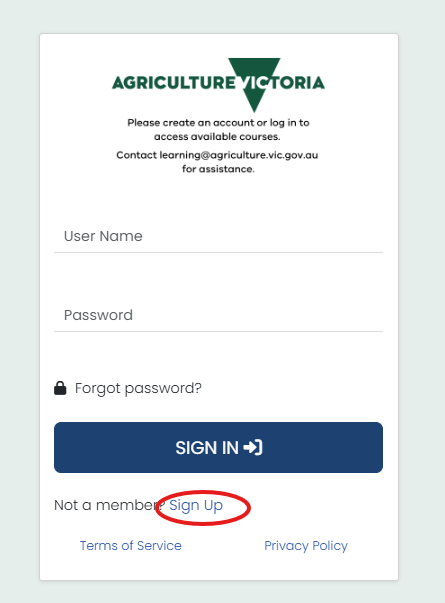 AGRICULTURE VICTORIA
Please create an account or log in to
access available courses.
Contact learning@agriculture.vic.gov.au
for assistance.
User Name
Password
Forgot password?
SIGN IN
Not a member? Sign Up
Terms of Service Privacy Policy